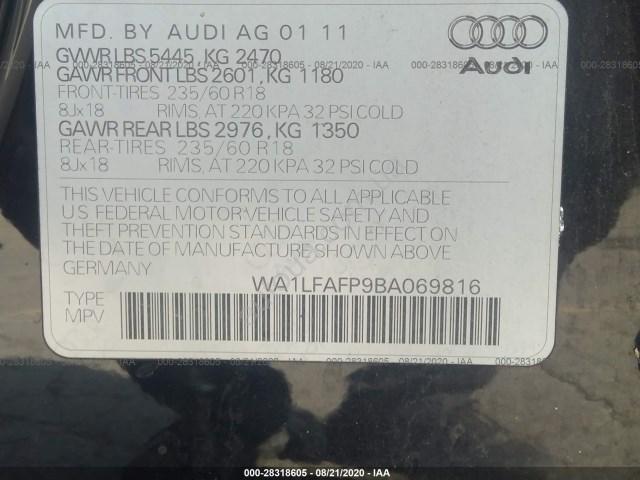 MFD. BY AUDI AG 01 11
GVWR LBS 5445, KG 2470
GAWR FRONT LBS 2601, KG 1180
FRONT-TIRES 235/60 R18
8Jx18 RIMS, AT 220 KPA 32 PSI COLD
GAWR REAR LBS 2976, KG 1350
REAR-TIRES 235/60 R18
8Jx18 RIMS, AT 220 KPA 32 PSI COLD
Audi
THIS VEHICLE CONFORMS TO ALL APPLICABLE
U.S. FEDERAL MOTOR-VEHICLE SAFETY AND
THEFT PREVENTION STANDARDS IN EFFECT ON
THE DATE OF MANUFACTURE SHOWN ABOVE
GERMANY
WA1LFAFP9BA069816
TYPE
MPV
000-28318605 - 08/21/2020 - IAA